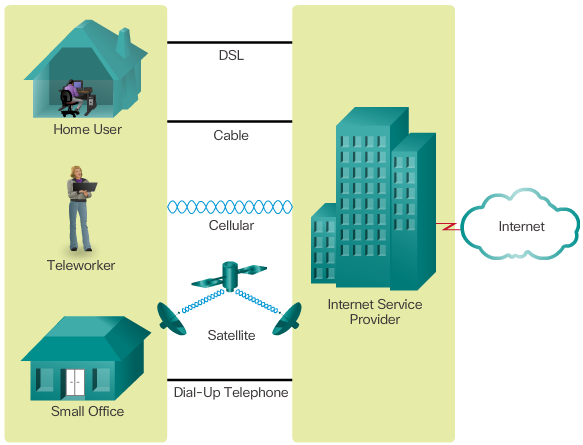 DSL
Home User
Cable
Cellular
Internet
Teleworker
Internet Service
Provider
Satellite
Dial-Up Telephone
Small Office